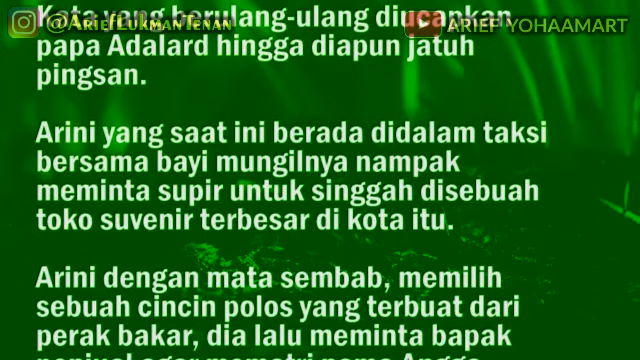 Kata yang berulang-ulang diucapkan
@AriefLukmanTenan
ARIEF YOHAAMART
papa Adalard hingga diapun jatuh
pingsan.
Arini yang saat ini berada didalam taksi
bersama bayi mungilnya nampak
meminta supir untuk singgah disebuah
toko suvenir terbesar di kota itu.
Arini dengan mata sembab, memilih
sebuah cincin polos yang terbuat dari
perak bakar, dia lalu meminta bapak